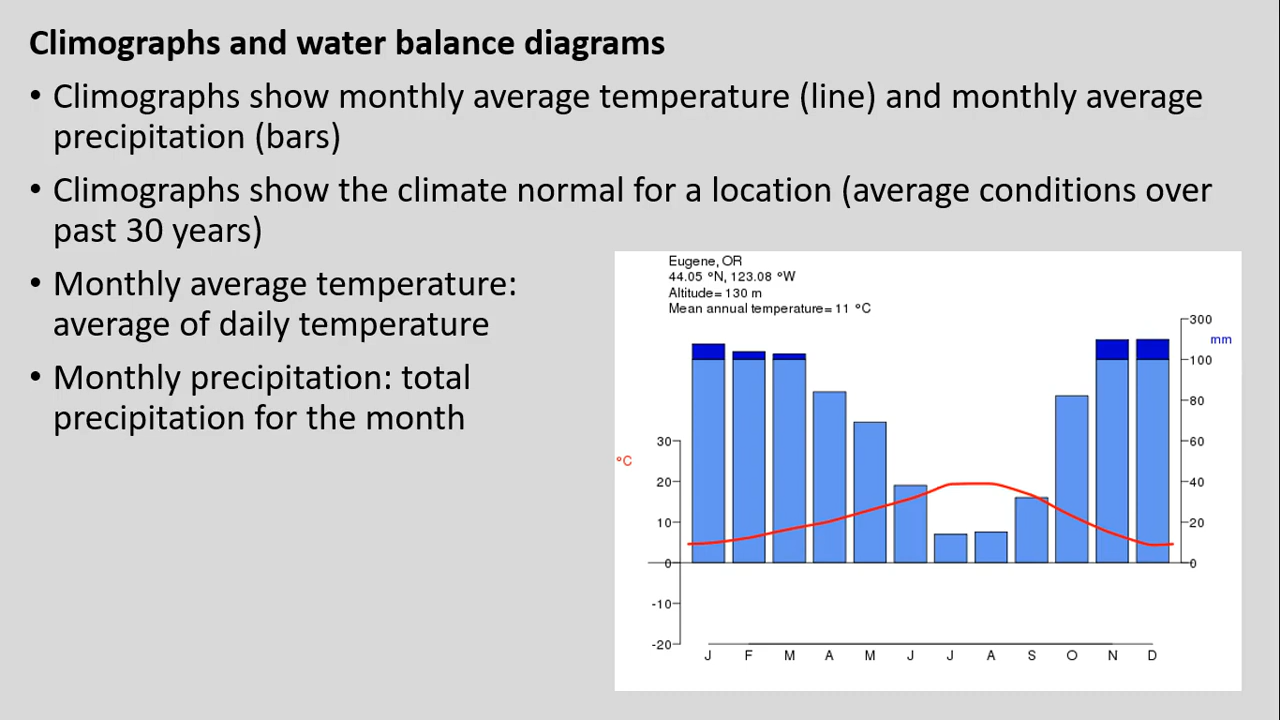 Climographs and water balance diagrams
• Climographs show monthly average temperature (line) and monthly average
precipitation (bars)
• Climographs show the climate normal for a location (average conditions over
past 30 years)
• Monthly average temperature:
average of daily temperature
• Monthly precipitation: total
precipitation for the month
Eugene, OR
44.05 °N, 123.08 °W
Altitude= 130 m
Mean annual temperature= 11 °C
°C
30
20
10
0
-10
-20
300
mm
100
80
60
40
20
0
J F M A M J J A S O N D